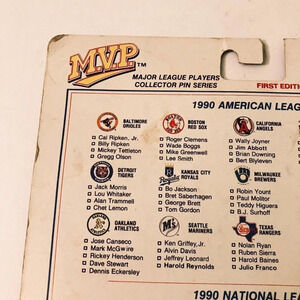 M.V.P.™
MAJOR LEAGUE PLAYERS
COLLECTOR PIN SERIES
FIRST EDITI
1990 AMERICAN LEAG
BALTIMORE
ORIOLES
Cal Ripken, Jr.
Billy Ripken
Mickey Tettleton
Gregg Olson
BOSTON
RED SOX
Roger Clemens
Wade Boggs
Mike Greenwell
Lee Smith
CALIFORNIA
ANGELS
Wally Joyner
Jim Abbott
Brian Downing
Bert Blyleven
DETROIT
TIGERS
Jack Morris
Lou Whitaker
Alan Trammell
Chet Lemon
KANSAS CITY
ROYALS
Bo Jackson
Bret Saberhagen
George Brett
Tom Gordon
MILWAUKEE
BREWERS
Robin Yount
Paul Molitor
Teddy Higuera
B.J. Surhoff
OAKLAND
ATHLETICS
Jose Canseco
Mark McGwire
Rickey Henderson
Dave Stewart
Dennis Eckersley
SEATTLE
MARINERS
Ken Griffey, Jr.
Alvin Davis
Jeffrey Leonard
Harold Reynolds
TEXAS
RANGERS
Nolan Ryan
Ruben Sierra
Harold Baines
Julio Franco
1990 NATIONAL LEA